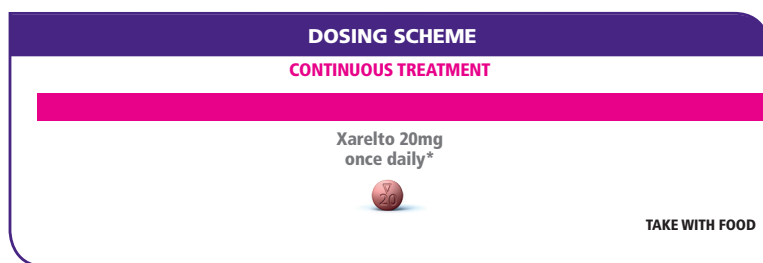 DOSING SCHEME
CONTINUOUS TREATMENT
Xarelto 20mg
once daily*
20
TAKE WITH FOOD